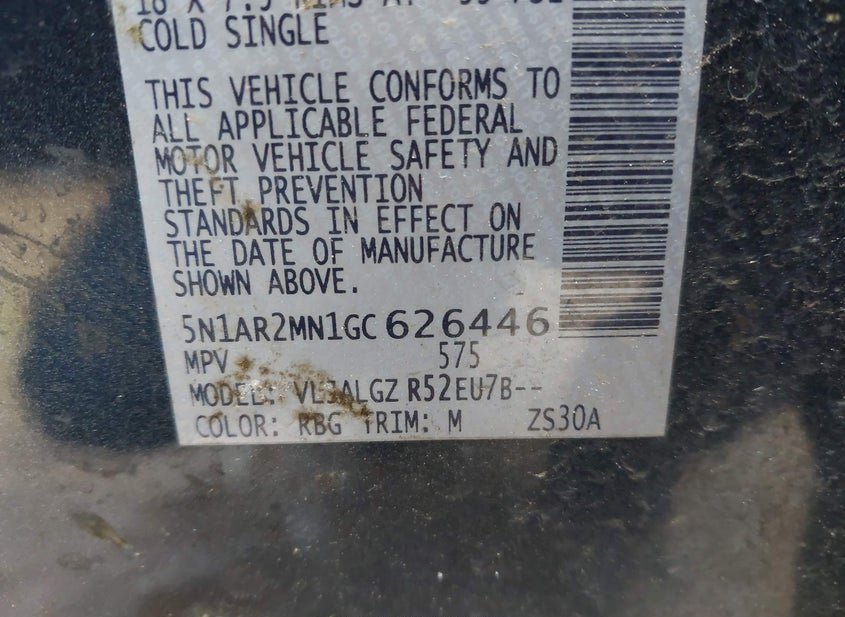 COLD SINGLE
THIS VEHICLE CONFORMS TO
ALL APPLICABLE FEDERAL
MOTOR VEHICLE SAFETY AND
THEFT PREVENTION
STANDARDS IN EFFECT ON
THE DATE OF MANUFACTURE
SHOWN ABOVE.
5N1AR2MN1GC626446
MPV 575
MODEL: R52EU7B--
COLOR: RBG TRIM: M ZS30A